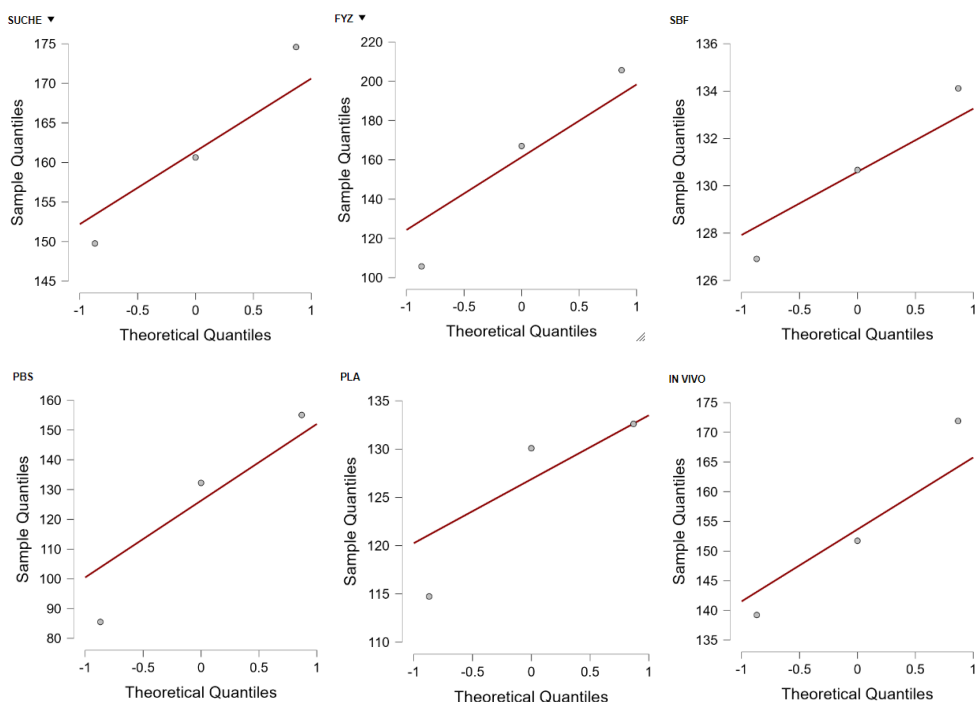 SUCHE ▼
175
170
165
160
155
150
145
Sample Quantiles
-1 -0.5 0 0.5 1
Theoretical Quantiles
FYZ ▼
220
200
180
160
140
120
100
Sample Quantiles
-1 -0.5 0 0.5 1
Theoretical Quantiles
SBF
136
134
132
130
128
126
Sample Quantiles
-1 -0.5 0 0.5 1
Theoretical Quantiles
PBS
160
150
140
130
120
110
100
90
80
Sample Quantiles
-1 -0.5 0 0.5 1
Theoretical Quantiles
PLA
135
130
125
120
115
110
Sample Quantiles
-1 -0.5 0 0.5 1
Theoretical Quantiles
IN VIVO
175
170
165
160
155
150
145
140
135
Sample Quantiles
-1 -0.5 0 0.5 1
Theoretical Quantiles